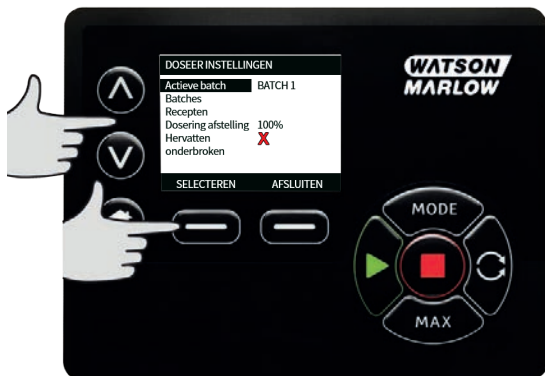 DOSEER INSTELLINGEN
Actieve batch BATCH 1
Batches
Recepten
Dosering afstelling 100%
Hervatten X
onderbroken
SELECTEREN AFSLUITEN
WATSON
MARLOW
MODE
MAX